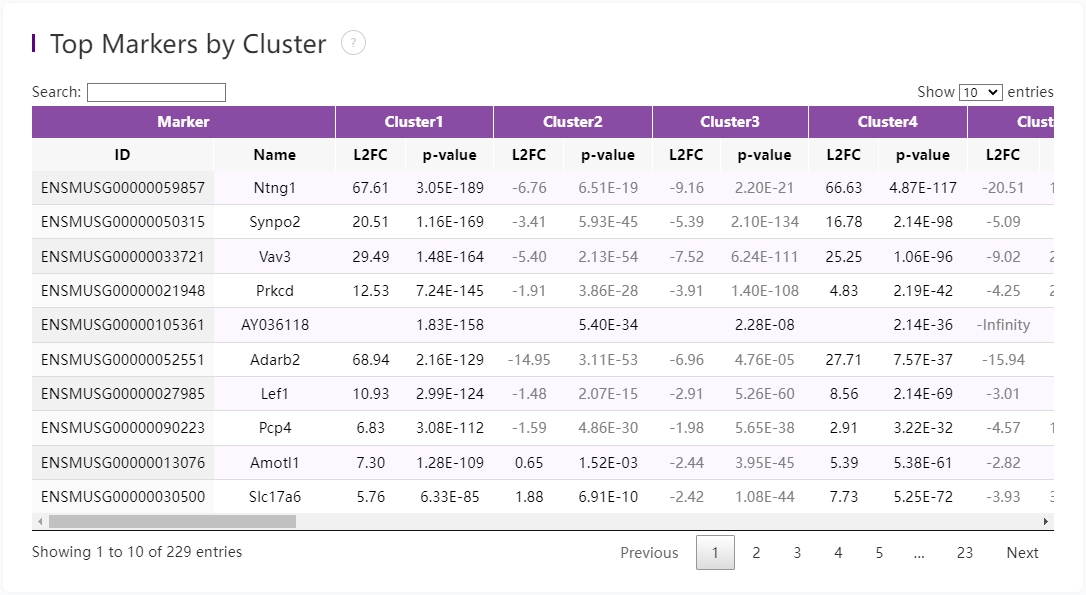 Top Markers by Cluster ?
Search: Show 10 entries
Marker Cluster1 Cluster2 Cluster3 Cluster4 Clust
ID Name L2FC p-value L2FC p-value L2FC p-value L2FC p-value L2FC
ENSMUSG00000059857 Ntng1 67.61 3.05E-189 -6.76 6.51E-19 -9.16 2.20E-21 66.63 4.87E-117 -20.51 1
ENSMUSG00000050315 Synpo2 20.51 1.16E-169 -3.41 5.93E-45 -5.39 2.10E-134 16.78 2.14E-98 -5.09
ENSMUSG00000033721 Vav3 29.49 1.48E-164 -5.40 2.13E-54 -7.52 6.24E-111 25.25 1.06E-96 -9.02 2
ENSMUSG00000021948 Prkcd 12.53 7.24E-145 -1.91 3.86E-28 -3.91 1.40E-108 4.83 2.19E-42 -4.25 2
ENSMUSG00000105361 AY036118 1.83E-158 5.40E-34 2.28E-08 2.14E-36 -Infinity
ENSMUSG00000052551 Adarb2 68.94 2.16E-129 -14.95 3.11E-53 -6.96 4.76E-05 27.71 7.57E-37 -15.94
ENSMUSG00000027985 Lef1 10.93 2.99E-124 -1.48 2.07E-15 -2.91 5.26E-60 8.56 2.14E-69 -3.01
ENSMUSG00000090223 Pcp4 6.83 3.08E-112 -1.59 4.86E-30 -1.98 5.65E-38 2.91 3.22E-32 -4.57 1
ENSMUSG00000013076 Amotl1 7.30 1.28E-109 0.65 1.52E-03 -2.44 3.95E-45 5.39 5.38E-61 -2.82
ENSMUSG00000030500 Slc17a6 5.76 6.33E-85 1.88 6.91E-10 -2.42 1.08E-44 7.73 5.25E-72 -3.93 3
Showing 1 to 10 of 229 entries Previous 1 2 3 4 5 ... 23 Next